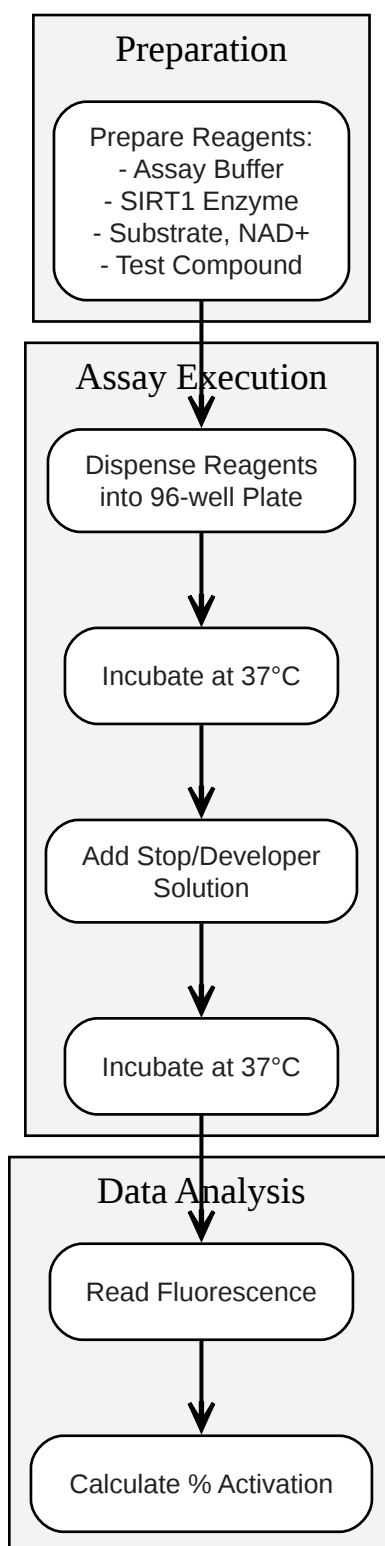 Preparation
Prepare Reagents:
- Assay Buffer
- SIRT1 Enzyme
- Substrate, NAD+
- Test Compound
Assay Execution
Dispense Reagents
into 96-well Plate
Incubate at 37°C
Add Stop/Developer
Solution
Incubate at 37°C
Data Analysis
Read Fluorescence
Calculate % Activation